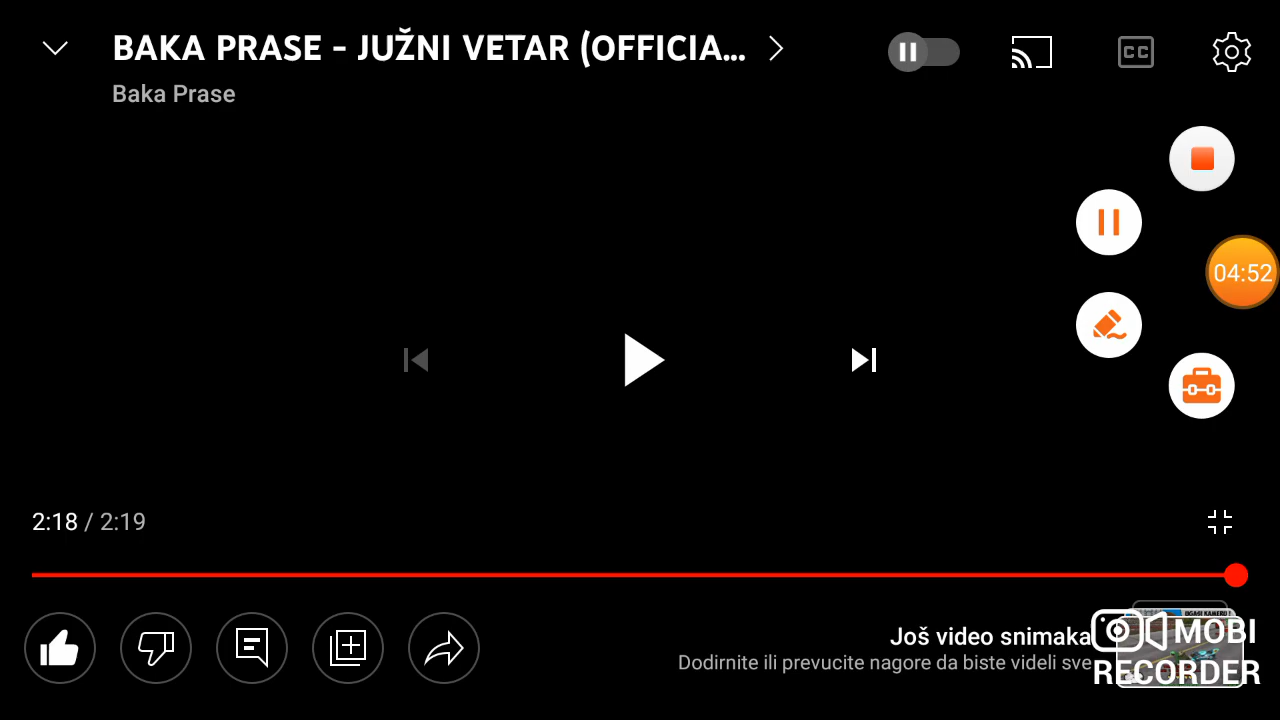 BAKA PRASE - JUŽNI VETAR (OFFICIA...
Baka Prase
CC
04:52
2:18 / 2:19
Još video snimaka
Dodirnite ili prevucite nagore da biste videli sve
MOBI
RECORDER